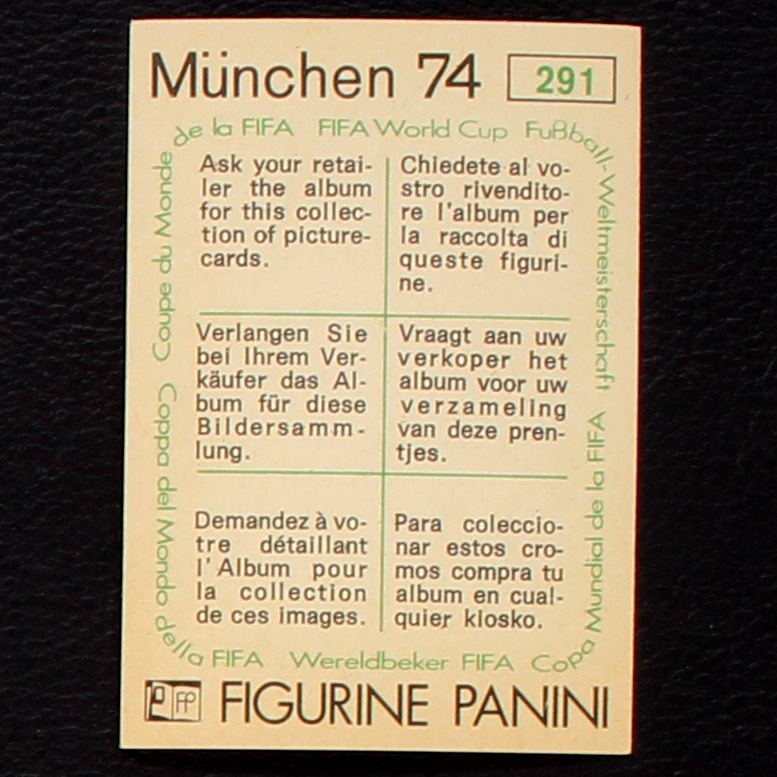 München 74
291
Coupe du Monde de la FIFA
FIFA World Cup
Fußball-Weltmeisterschaft
Ask your retai-
ler the album
for this collec-
tion of picture-
cards.
Chiedete al vo-
stro rivendito-
re l'album per
la raccolta di
queste figuri-
ne.
Verlangen Sie
bei Ihrem Ver-
käufer das Al-
bum für diese
Bildersamm-
lung.
Vraagt aan uw
verkoper het
album voor uw
verzameling
van deze pren-
tjes.
Demandez à vo-
tre détaillant
l'Album pour
la collection
de ces images.
Para coleccio-
nar estos cro-
mos compra tu
album en cual-
quier kiosko.
Coppa del Mondo della FIFA
Wereldbeker FIFA
Copa Mundial de la FIFA
FP
FIGURINE PANINI